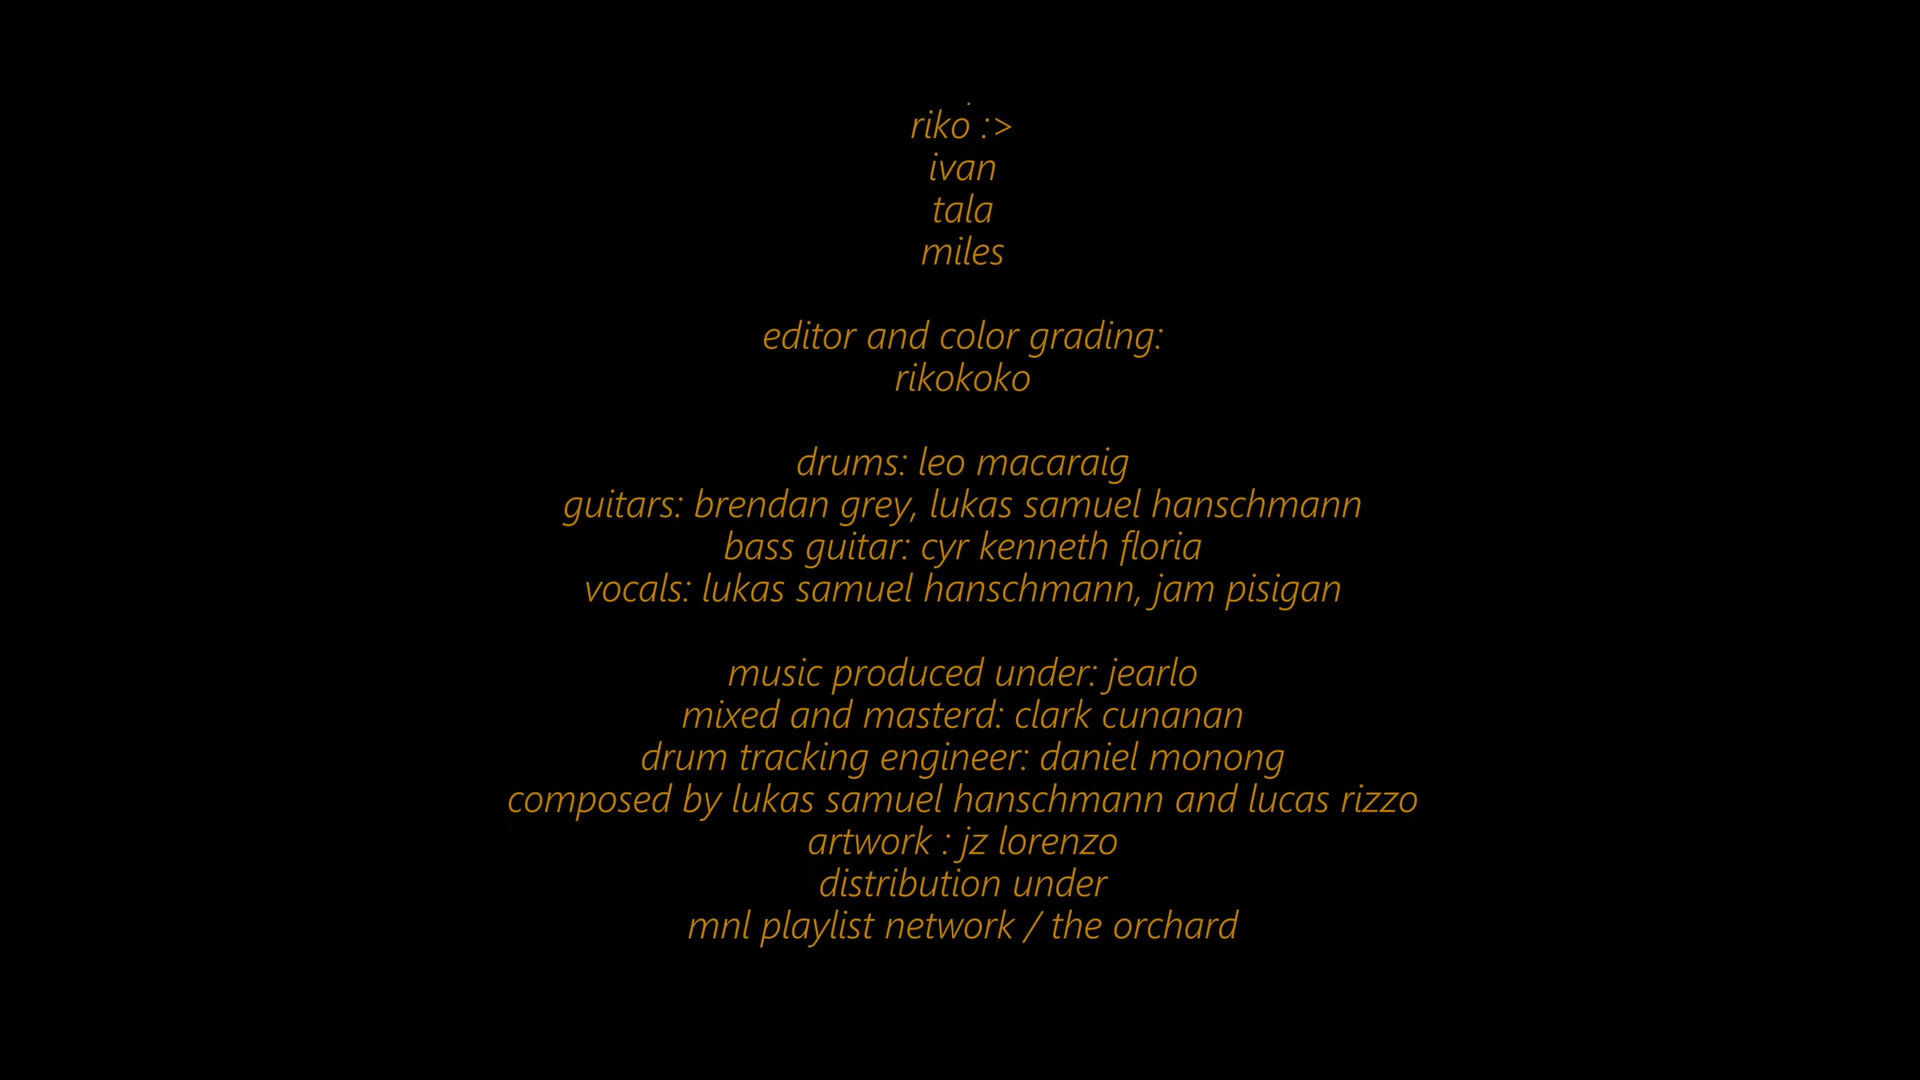 riko :>
ivan
tala
miles
editor and color grading:
rikokoko
drums: leo macaraig
guitars: brendan grey, lukas samuel hanschmann
bass guitar: cyr kenneth floria
vocals: lukas samuel hanschmann, jam pisigan
music produced under: jearlo
mixed and masterd: clark cunanan
drum tracking engineer: daniel monong
composed by lukas samuel hanschmann and lucas rizzo
artwork : jz lorenzo
distribution under
mnl playlist network / the orchard